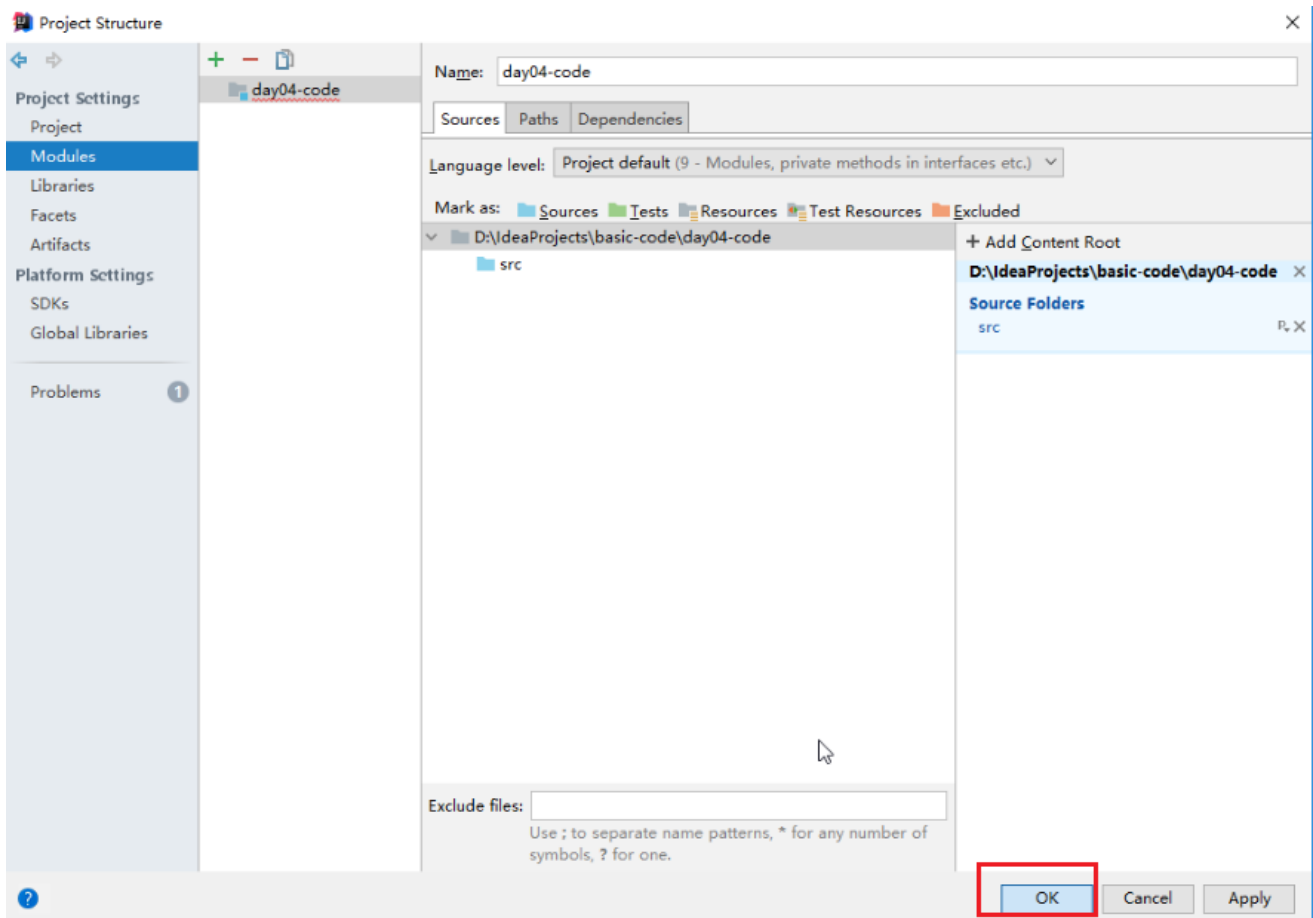 Project Structure
Project Settings
Project
Modules
Libraries
Facets
Artifacts
Platform Settings
SDKs
Global Libraries
Problems 1
day04-code
Name: day04-code
Sources Paths Dependencies
Language level: Project default (9 - Modules, private methods in interfaces etc.)
Mark as: Sources Tests Resources Test Resources Excluded
D:\IdeaProjects\basic-code\day04-code
src
+ Add Content Root
D:\IdeaProjects\basic-code\day04-code
Source Folders
src
Exclude files:
Use ; to separate name patterns, * for any number of
symbols, ? for one.
?
OK Cancel Apply